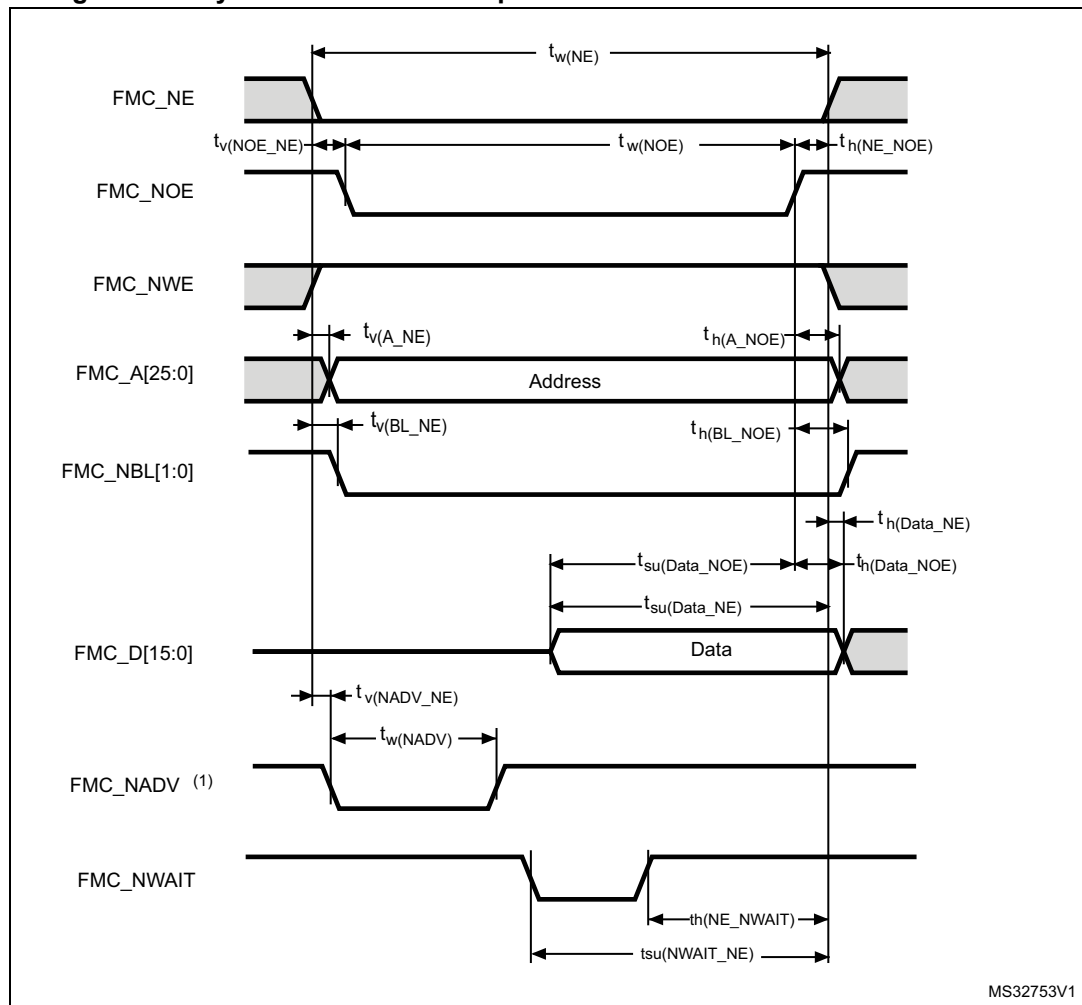 tw(NE)
FMC_NE
tv(NOE_NE)
tw(NOE)
th(NE_NOE)
FMC_NOE
FMC_NWE
tv(A_NE)
th(A_NOE)
FMC_A[25:0]
Address
tv(BL_NE)
th(BL_NOE)
FMC_NBL[1:0]
th(Data_NE)
tsu(Data_NOE)
th(Data_NOE)
tsu(Data_NE)
FMC_D[15:0]
Data
tv(NADV_NE)
tw(NADV)
FMC_NADV (1)
FMC_NWAIT
th(NE_NWAIT)
tsu(NWAIT_NE)
MS32753V1